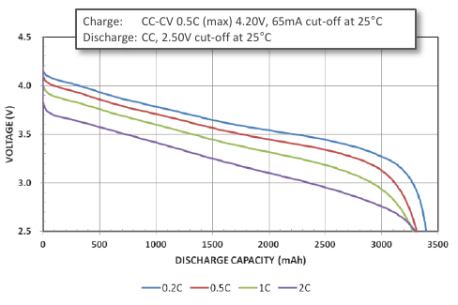 Charge: CC-CV 0.5C (max) 4.20V, 65mA cut-off at 25°C
Discharge: CC, 2.50V cut-off at 25°C
4.5
4.0
3.5
3.0
2.5
VOLTAGE (V)
0 500 1000 1500 2000 2500 3000 3500
DISCHARGE CAPACITY (mAh)
0.2C 0.5C 1C 2C